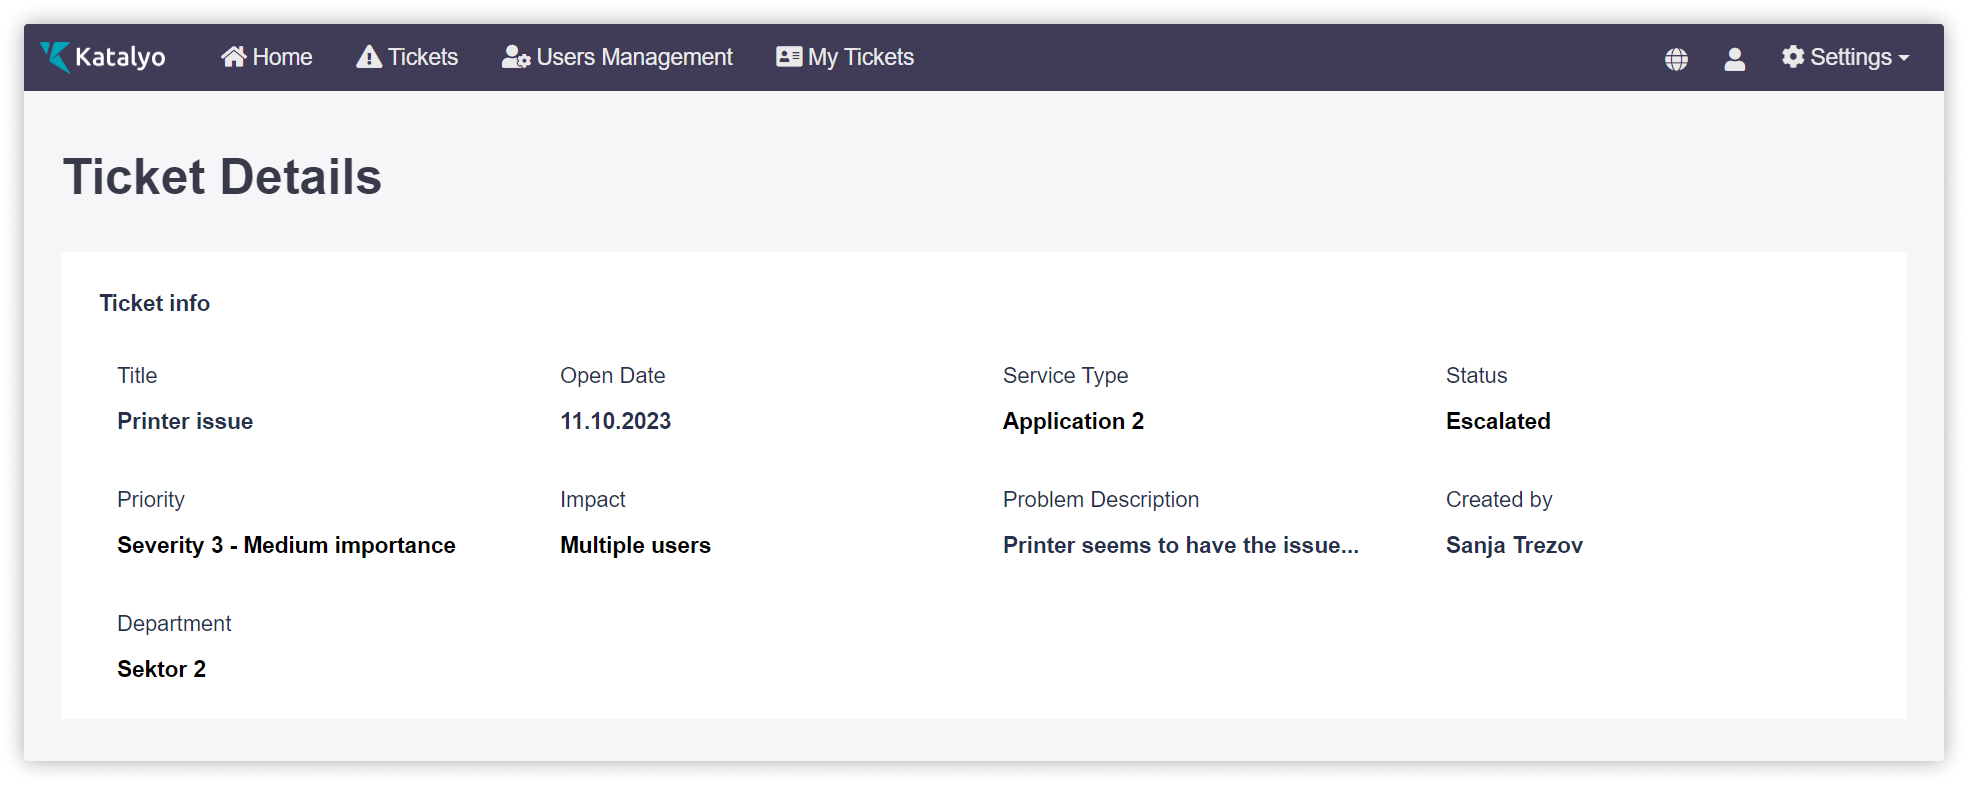 Katalyo Home Tickets Users Management My Tickets Settings
Ticket Details
Ticket info
Title Open Date Service Type Status
Printer issue 11.10.2023 Application 2 Escalated
Priority Impact Problem Description Created by
Severity 3 - Medium importance Multiple users Printer seems to have the issue... Sanja Trezov
Department
Sektor 2